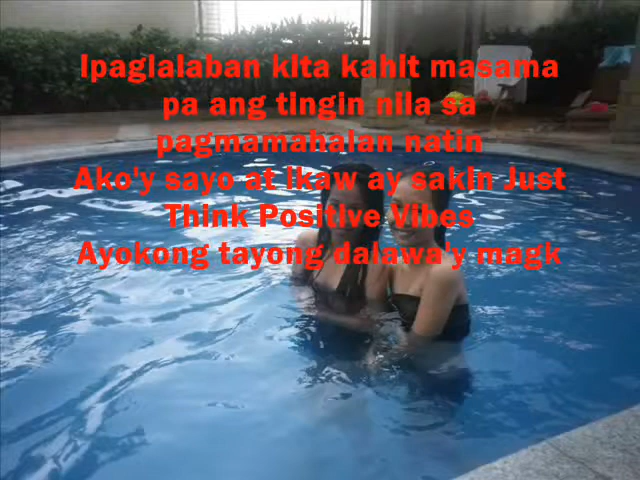 Ipaglalaban kita kahit masama
pa ang tingin nila sa
pagmamahalan natin
Ako'y sayo at ikaw ay sakin Just
Think Positive Vibes
Ayokong tayong dalawa'y magk